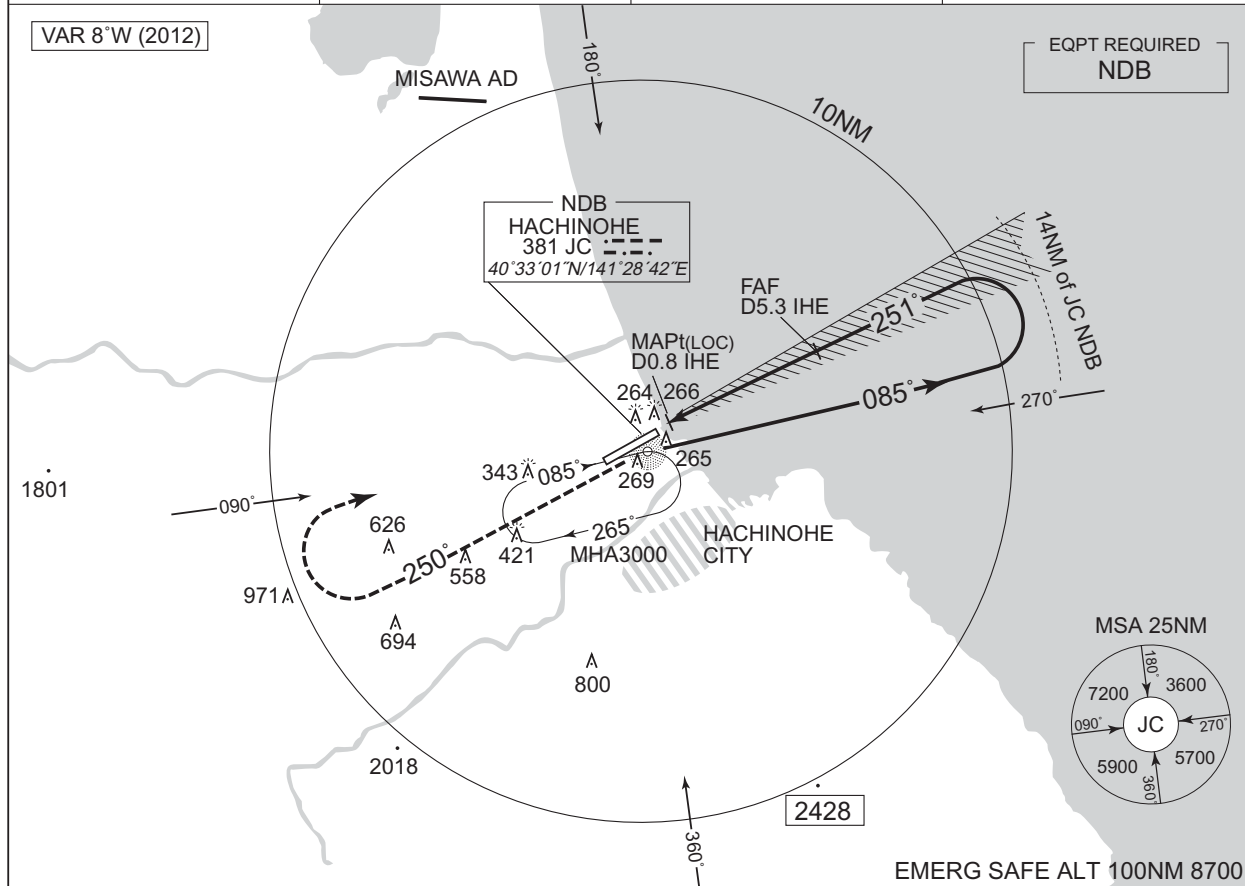 VAR 8°W (2012)
EQPT REQUIRED
NDB
180°
MISAWA AD
10NM
NDB
HACHINOHE
381 JC
40°33´01˝N/141°28´42˝E
14NM of JC NDB
FAF
D5.3 IHE
251°
MAPt(LOC)
D0.8 IHE
085°
270°
264
266
265
269
343
085°
1801
090°
265°
421
MHA3000
HACHINOHE
CITY
626
250°
558
971
694
800
2018
2428
360°
MSA 25NM
180°
7200
3600
090°
JC
270°
5900
5700
360°
EMERG SAFE ALT 100NM 8700